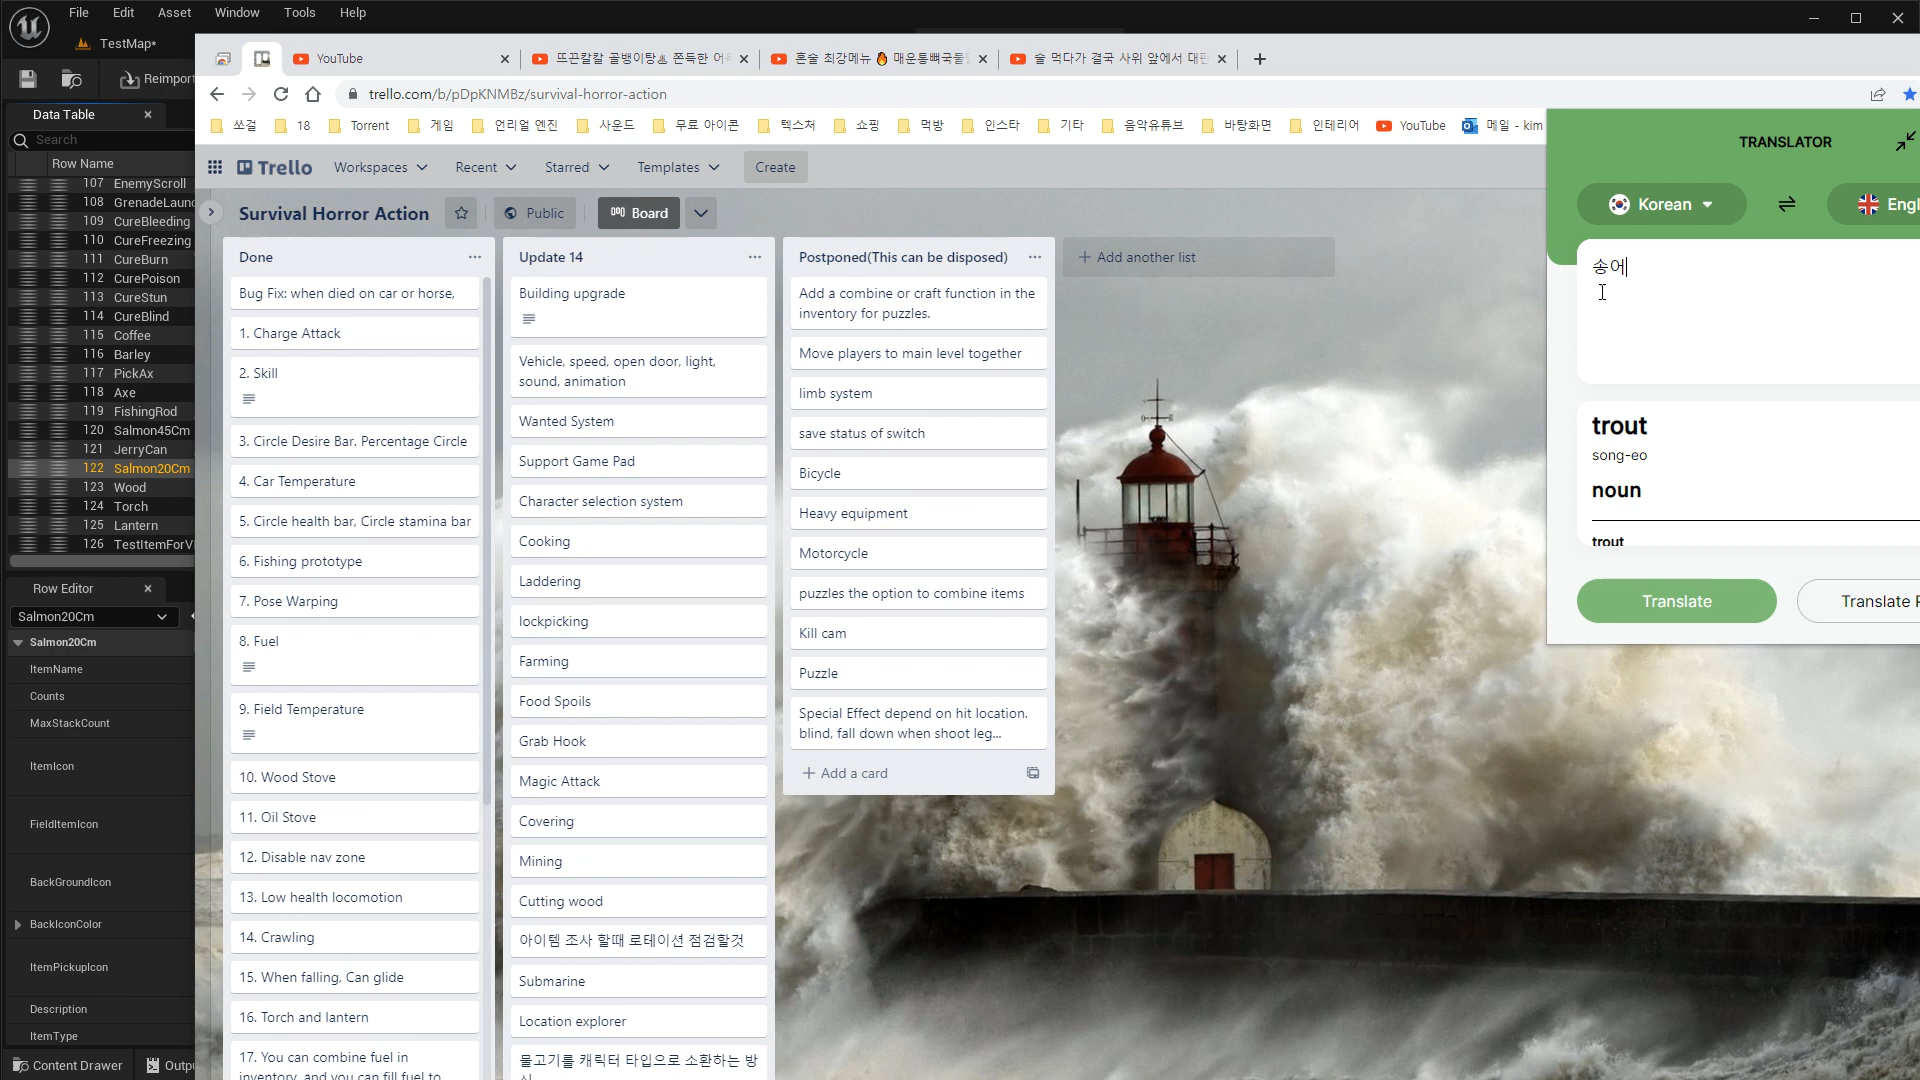 File Edit Asset Window Tools Help
TestMap*
Reimport
Data Table
Search
Row Name
107 EnemyScroll
108 GrenadeLaun
109 CureBleeding
110 CureFreezing
111 CureBurn
112 CurePoison
113 CureStun
114 CureBlind
115 Coffee
116 Barley
117 PickAx
118 Axe
119 FishingRod
120 Salmon45Cm
121 JerryCan
122 Salmon20Cm
123 Wood
124 Torch
125 Lantern
126 TestItemForV
Row Editor
Salmon20Cm
Salmon20Cm
ItemName
Counts
MaxStackCount
ItemIcon
FieldItemIcon
BackGroundIcon
BackIconColor
ItemPickupIcon
Description
ItemType
Content Drawer
YouTube
뜨끈칼칼 골뱅이탕 쫀득한
혼술 최강메뉴 매운통뼈국물
술 먹다가 결국 사위 앞에서 대판
trello.com/b/pDpKNMBz/survival-horror-action
쏘걸 18 Torrent 게임 언리얼 엔진 사운드 무료 아이콘 텍스처 쇼핑 먹방 인스타 기타 음악유튜브 바탕화면 인테리어 YouTube 메일 - kim
Trello Workspaces Recent Starred Templates Create
Survival Horror Action Public Board
Done
Bug Fix: when died on car or horse,
1. Charge Attack
2. Skill
3. Circle Desire Bar. Percentage Circle
4. Car Temperature
5. Circle health bar, Circle stamina bar
6. Fishing prototype
7. Pose Warping
8. Fuel
9. Field Temperature
10. Wood Stove
11. Oil Stove
12. Disable nav zone
13. Low health locomotion
14. Crawling
15. When falling, Can glide
16. Torch and lantern
17. You can combine fuel in
inventory, and you can fill fuel to
Update 14
Building upgrade
Vehicle, speed, open door, light,
sound, animation
Wanted System
Support Game Pad
Character selection system
Cooking
Laddering
lockpicking
Farming
Food Spoils
Grab Hook
Magic Attack
Covering
Mining
Cutting wood
아이템 조사 할때 로테이션 점검할것
Submarine
Location explorer
물고기를 캐릭터 타입으로 소환하는 방
Postponed(This can be disposed)
Add a combine or craft function in the
inventory for puzzles.
Move players to main level together
limb system
save status of switch
Bicycle
Heavy equipment
Motorcycle
puzzles the option to combine items
Kill cam
Puzzle
Special Effect depend on hit location.
blind, fall down when shoot leg...
+ Add a card
+ Add another list
TRANSLATOR
Korean
Engl
송어
trout
song-eo
noun
trout
Translate
Translate